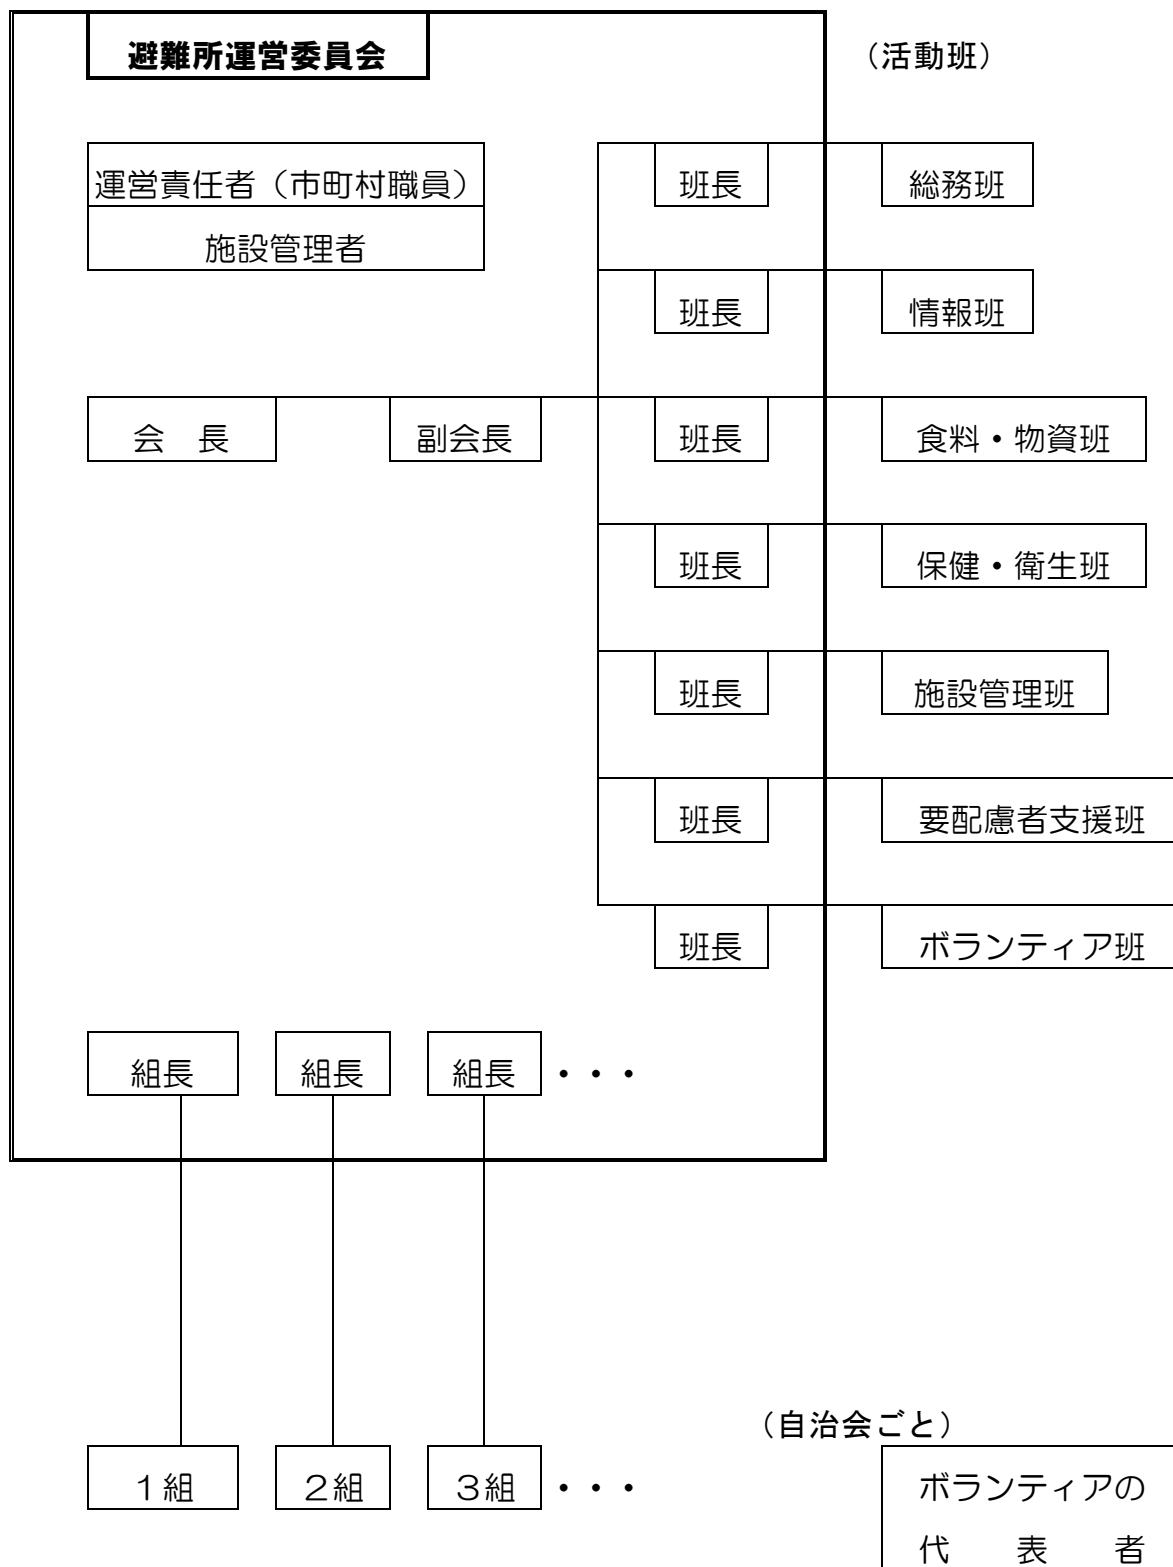 避難所運営委員会
（活動班）
運営責任者（市町村職員）
施設管理者
班長
総務班
班長
情報班
会　長
副会長
班長
食料・物資班
班長
保健・衛生班
班長
施設管理班
班長
要配慮者支援班
班長
ボランティア班
組長
組長
組長
・・・
（自治会ごと）
１組
２組
３組
・・・
ボランティアの
代　表　者